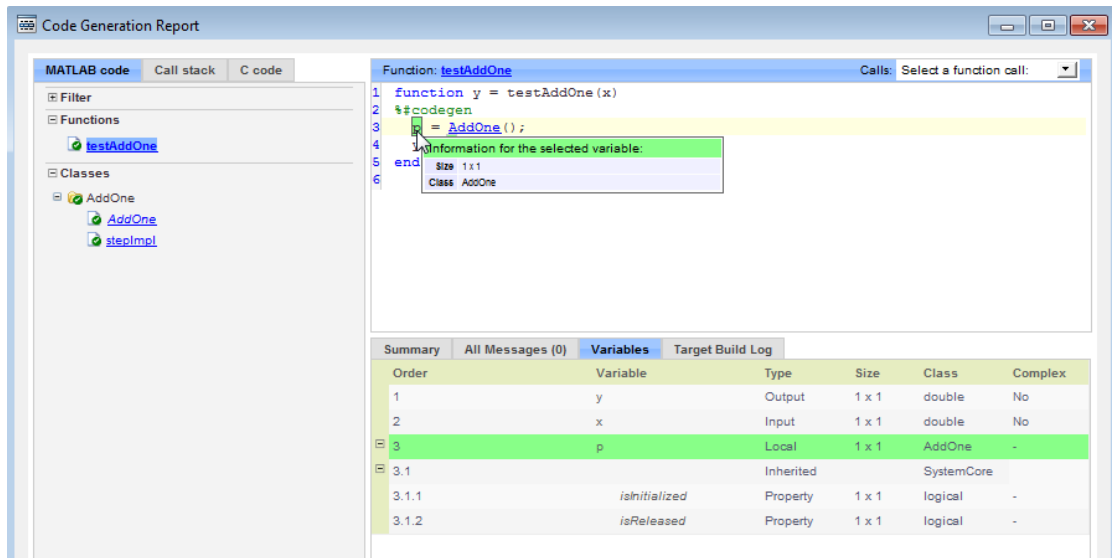 Code Generation Report
MATLAB code Call stack C code
Filter
Functions
testAddOne
Classes
AddOne
AddOne
stepImpl
Function: testAddOne Calls: Select a function call:
1 function y = testAddOne(x)
2 %#codegen
3 p = AddOne();
4
5 end
6
Information for the selected variable:
Size 1x1
Class AddOne
Summary All Messages (0) Variables Target Build Log
Order Variable Type Size Class Complex
1 y Output 1 x 1 double No
2 x Input 1 x 1 double No
3 p Local 1 x 1 AddOne -
3.1 Inherited SystemCore
3.1.1 isInitialized Property 1 x 1 logical -
3.1.2 isReleased Property 1 x 1 logical -